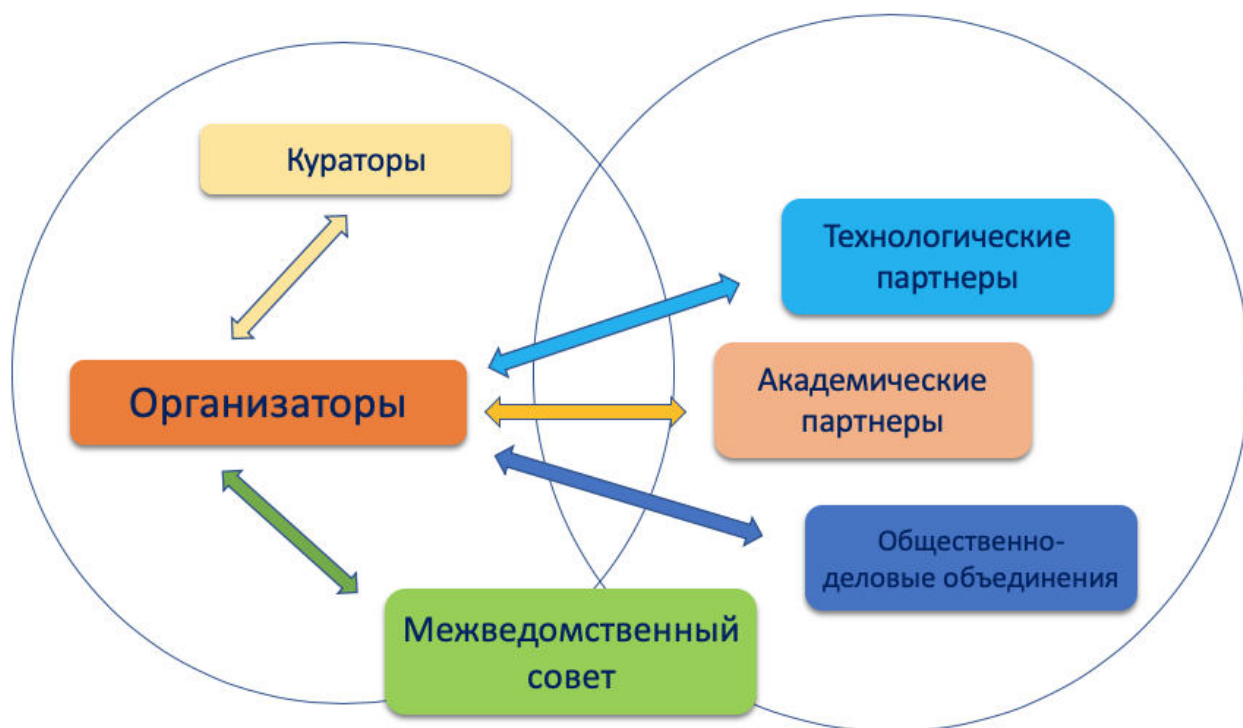 Кураторы
Технологические
партнеры
Организаторы
Академические
партнеры
Общественно-
деловые объединения
Межведомственный
совет